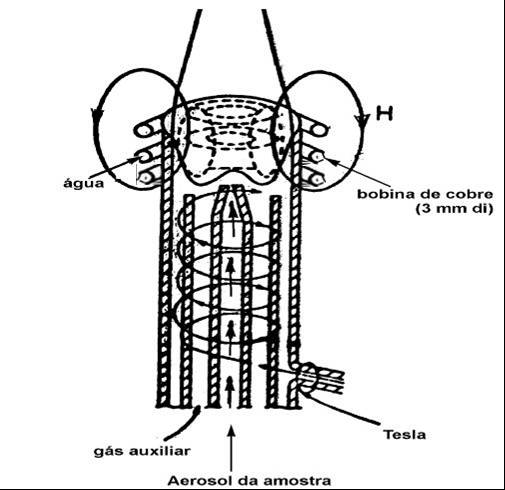 H
água
bobina de cobre
(3 mm di)
Tesla
gás auxiliar
Aerosol da amostra